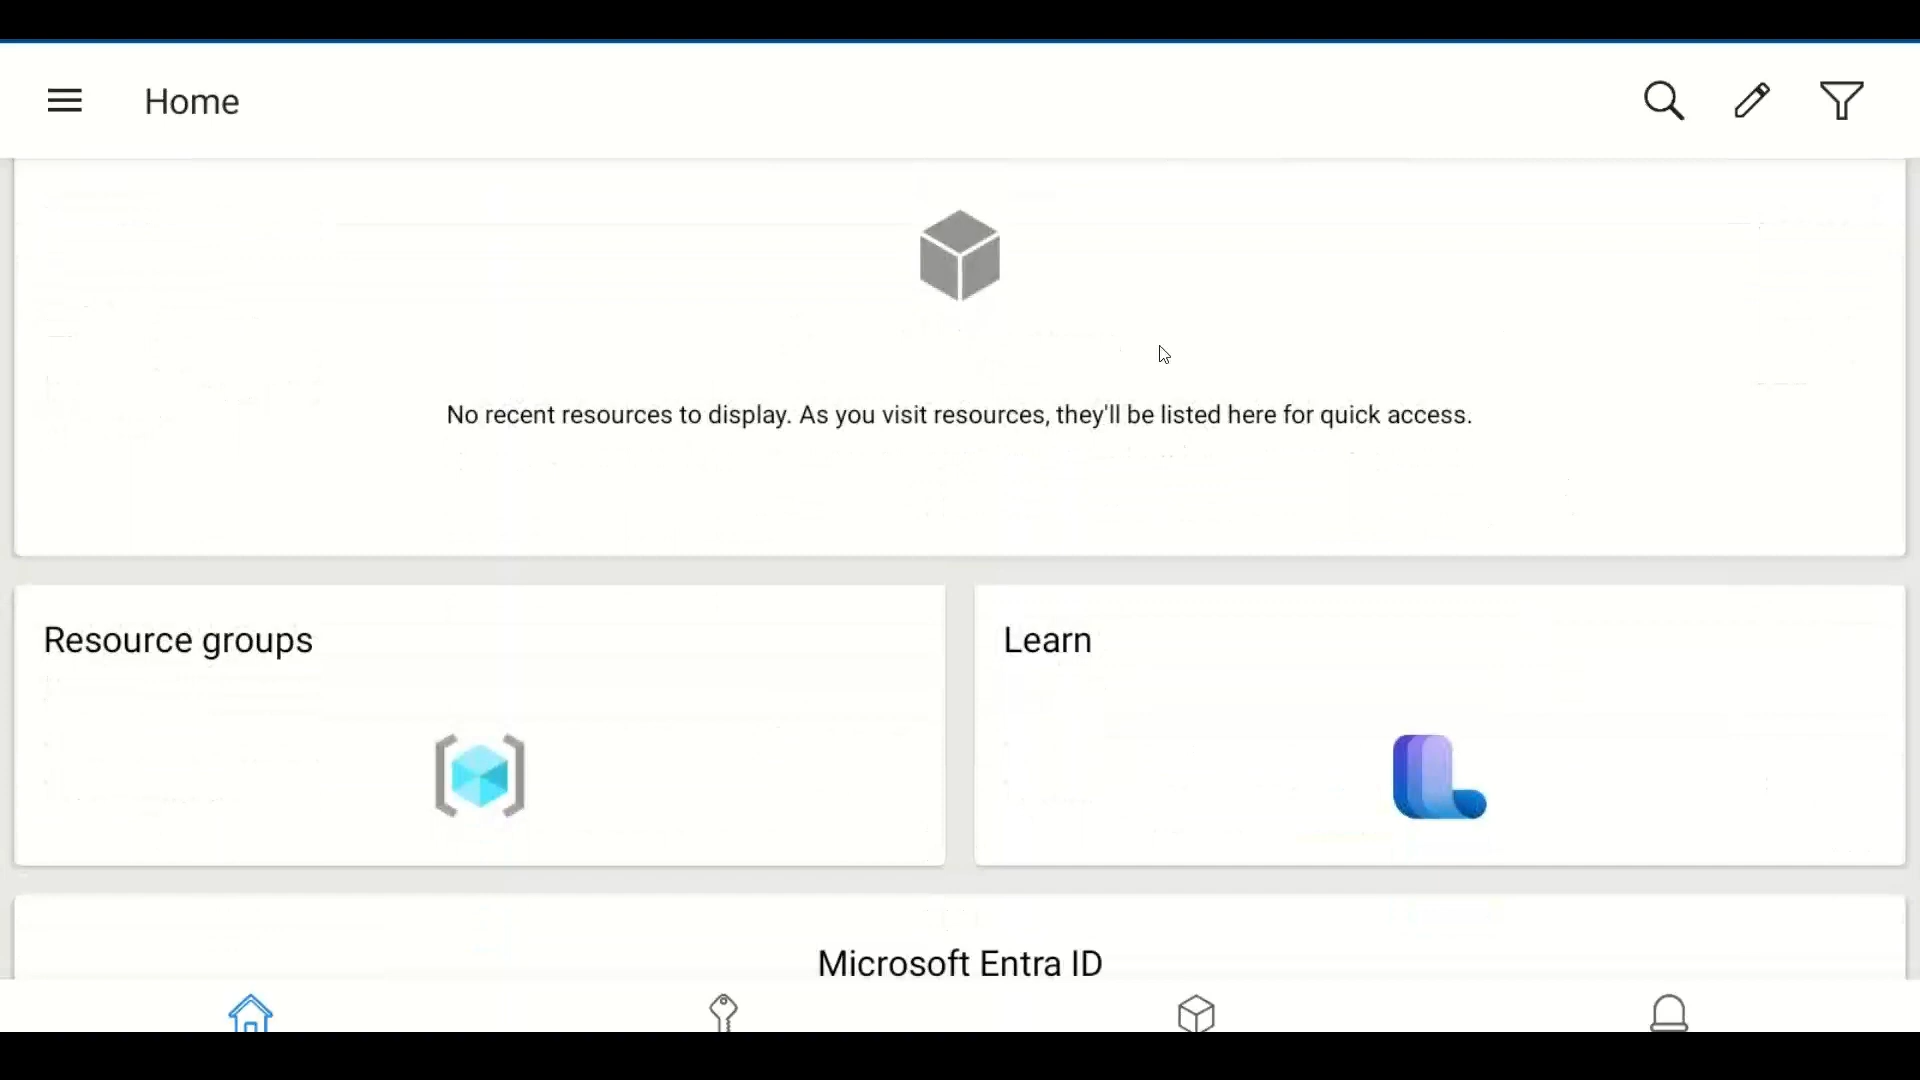 Home
No recent resources to display. As you visit resources, they'll be listed here for quick access.
Resource groups
Learn
Microsoft Entra ID